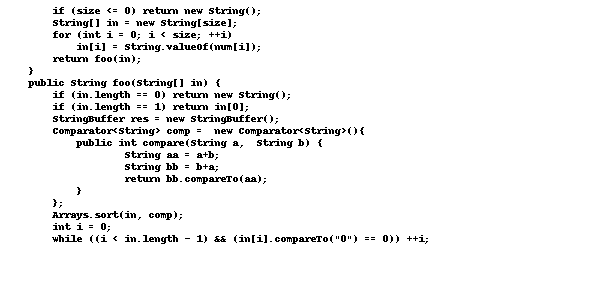 if (size <= 0) return new String();
String[] in = new String[size];
for (int i = 0; i < size; ++i)
in[i] = String.valueOf(num[i]);
return foo(in);
}
public String foo(String[] in) {
if (in.length == 0) return new String();
if (in.length == 1) return in[0];
StringBuffer res = new StringBuffer();
Comparator<String> comp =  new Comparator<String>(){
public int compare(String a,  String b) {
String aa = a+b;
String bb = b+a;
return bb.compareTo(aa);
}
};
Arrays.sort(in, comp);
int i = 0;
while ((i < in.length - 1) && (in[i].compareTo("0") == 0)) ++i;